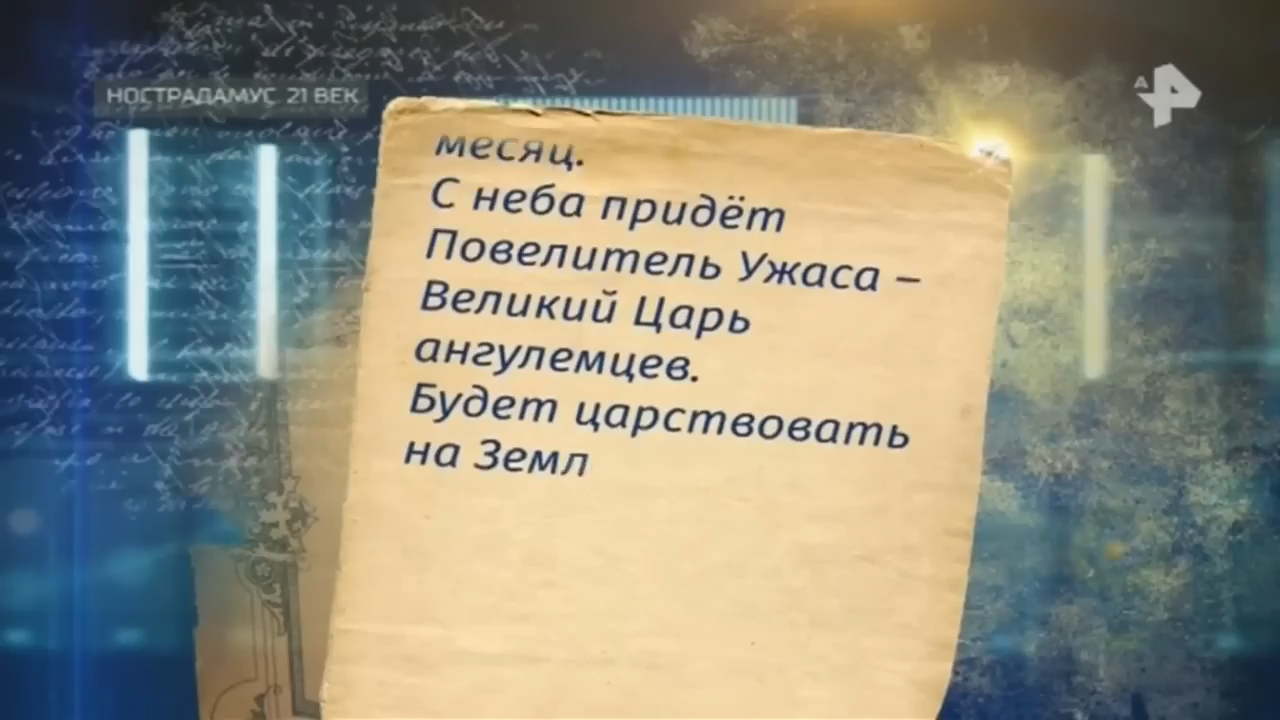 НОСТРАДАМУС 21 ВЕК
месяц.
С неба придёт
Повелитель Ужаса –
Великий Царь
ангулемцев.
Будет царствовать
на Земл